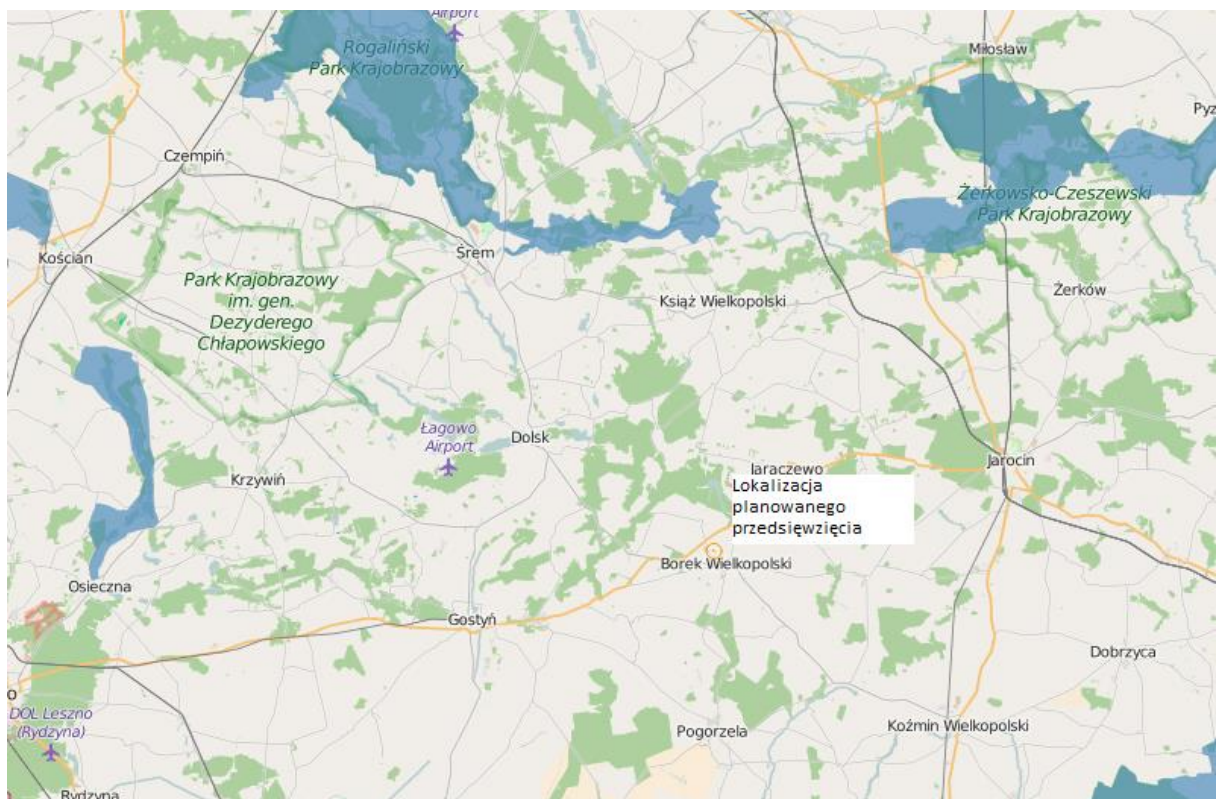 Airport
Rogaliński
Park Krajobrazowy
Miłosław
Pyz
Czempiń
Żerkowsko-Czeszewski
Park Krajobrazowy
Kościan
Śrem
Park Krajobrazowy
im. gen.
Dezyderego
Chłapowskiego
Książ Wielkopolski
Żerków
Łagowo
Airport
Dolsk
Krzywiń
Jaraczewo
Jarocin
Lokalizacja
planowanego
przedsięwzięcia
Borek Wielkopolski
Osieczna
Gostyń
Dobrzyca
o
DOL Leszno
(Rydzyna)
Pogorzela
Koźmin Wielkopolski
Rydzyna